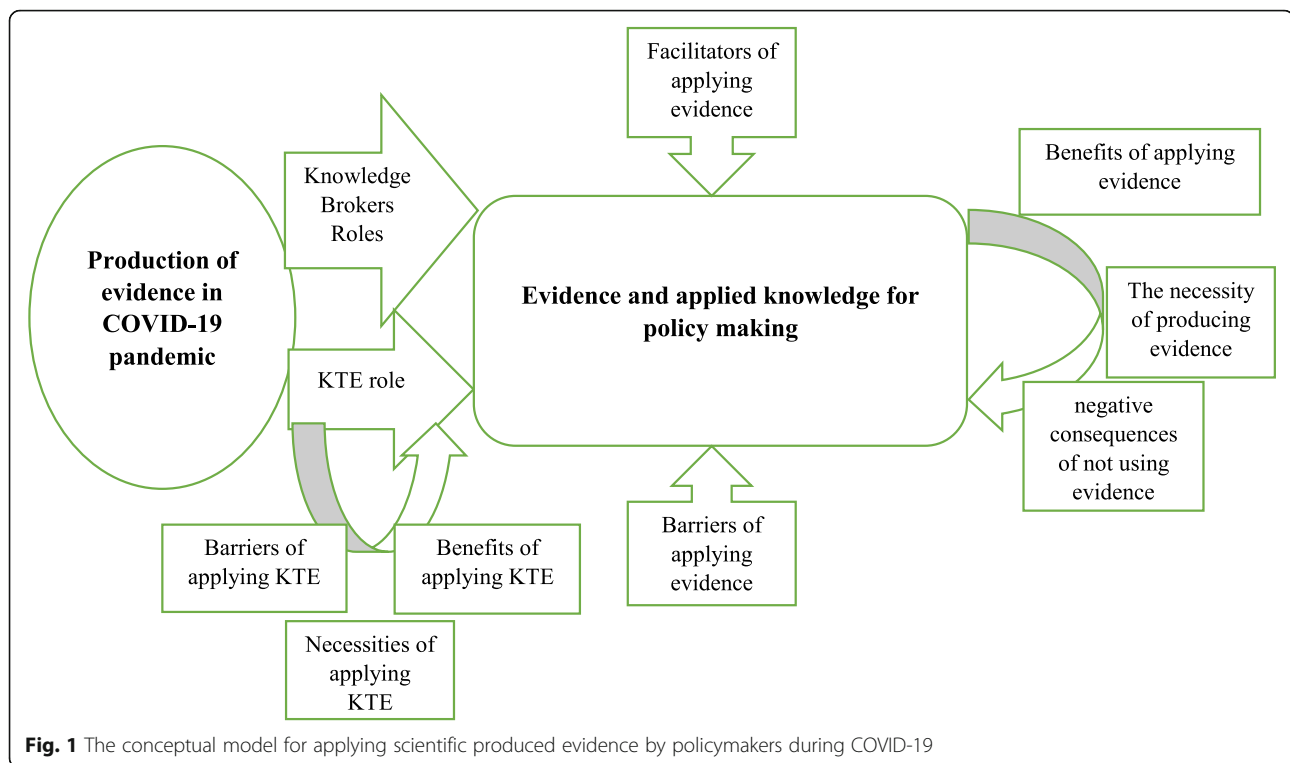 Production of
evidence in
COVID-19
pandemic
Knowledge
Brokers
Roles
KTE role
Barriers of
applying KTE
Benefits of
applying KTE
Necessities of
applying
KTE
Facilitators of
applying
evidence
Evidence and applied knowledge for
policy making
Barriers of
applying
evidence
Benefits of applying
evidence
The necessity
of producing
evidence
negative
consequences
of not using
evidence
Fig. 1 The conceptual model for applying scientific produced evidence by policymakers during COVID-19